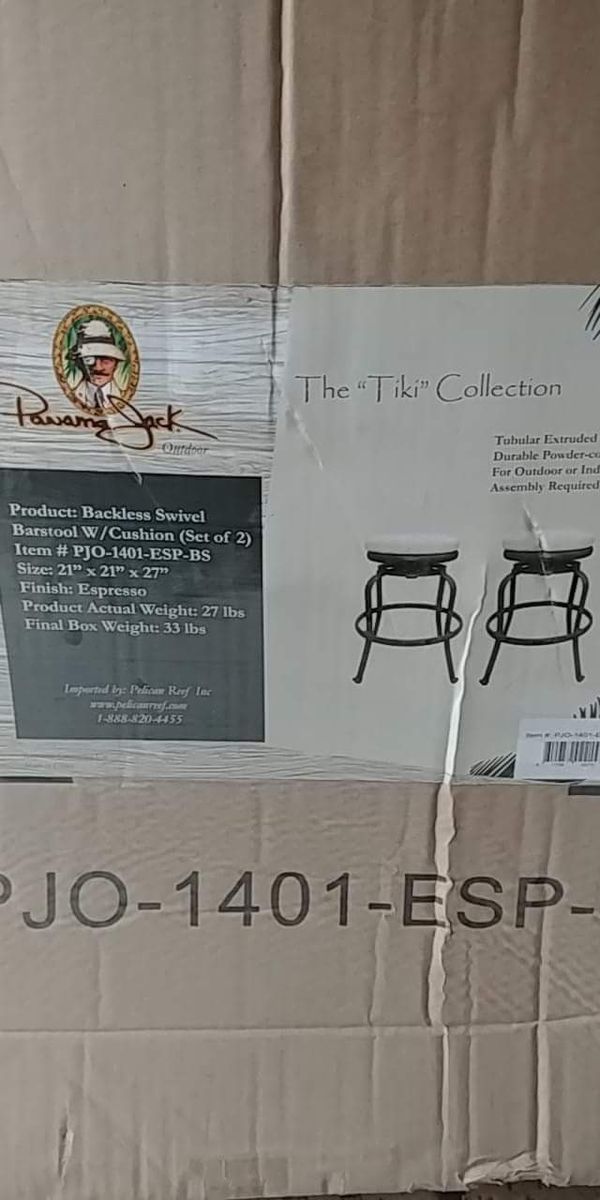 Panama Jack
Outdoor
Product: Backless Swivel
Barstool W/Cushion (Set of 2)
Item # PJO-1401-ESP-BS
Size: 21” x 21” x 27”
Finish: Espresso
Product Actual Weight: 27 lbs
Final Box Weight: 33 lbs
Imported by: Pelican Reef Inc
www.pelicanreef.com
1-888-820-4455
The “Tiki” Collection
Tubular Extruded
Durable Powder-co
For Outdoor or Ind
Assembly Required
Item #: PJO-1401-E
PJO-1401-ESP-